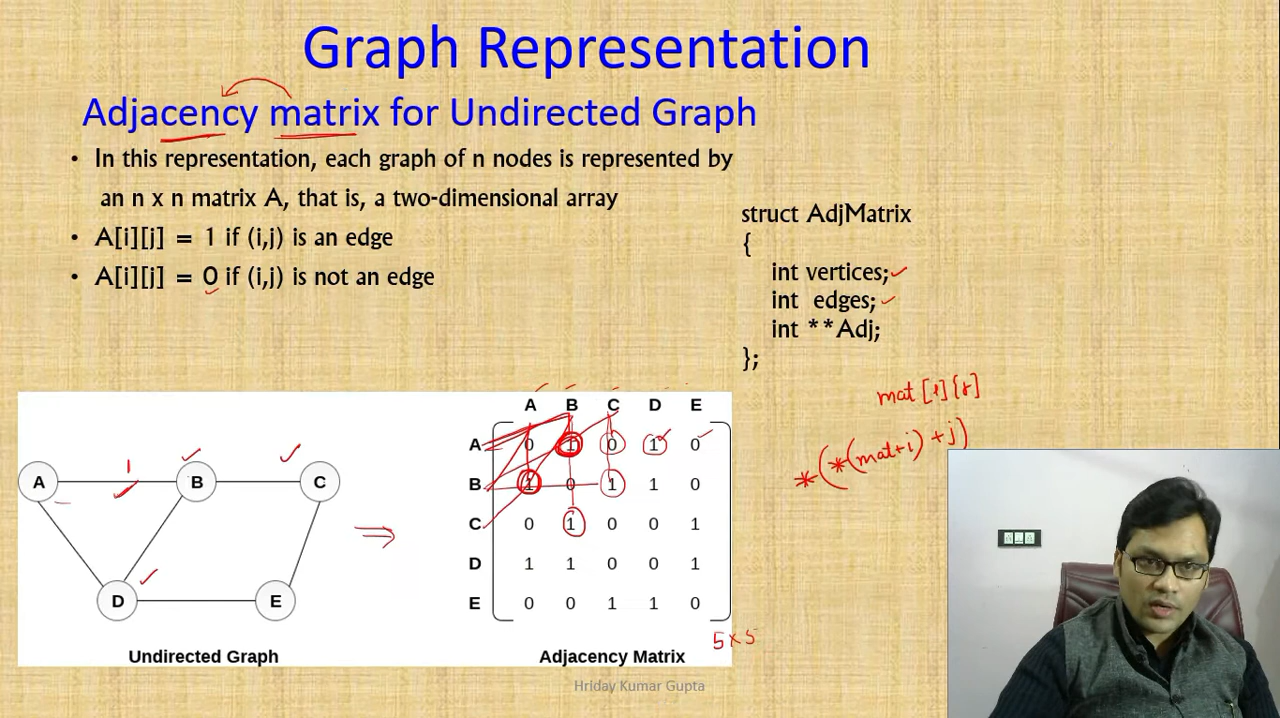 Graph Representation
Adjacency matrix for Undirected Graph
• In this representation, each graph of n nodes is represented by
an n x n matrix A, that is, a two-dimensional array
• A[i][j] = 1 if (i,j) is an edge
• A[i][j] = 0 if (i,j) is not an edge
struct AdjMatrix
{
int vertices;
int edges;
int **Adj;
};
mat[i][j]
*(*(mat+i)+j)
1
A B C
D E
Undirected Graph
A B C D E
A 0 1 0 1 0
B 1 0 1 1 0
C 0 1 0 0 1
D 1 1 0 0 1
E 0 0 1 1 0
5x5
Adjacency Matrix
Hriday Kumar Gupta